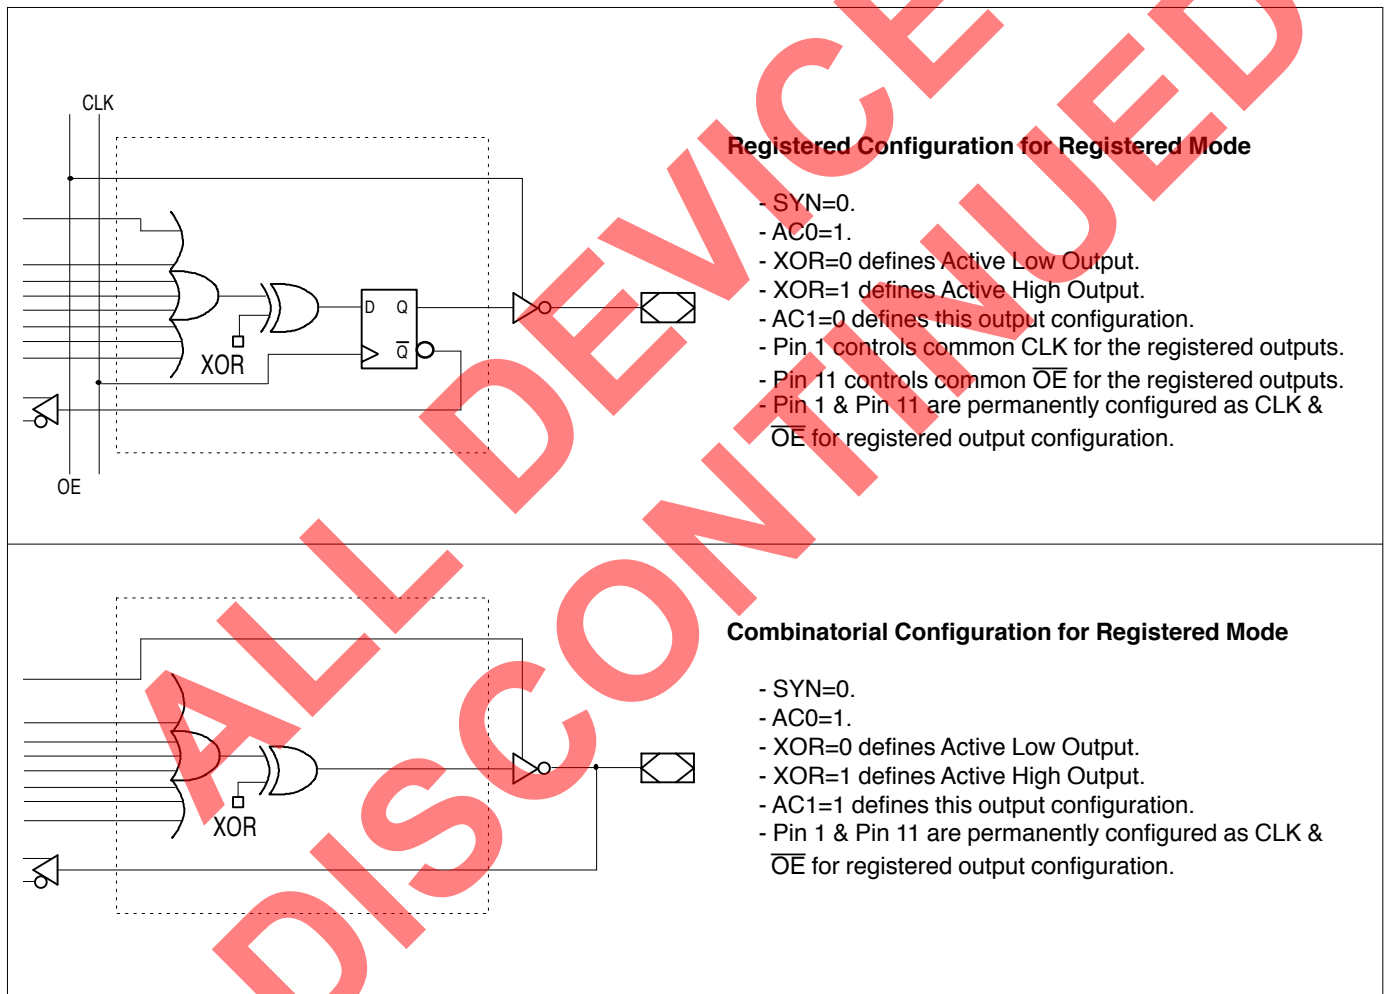 CLK
D Q
Q̅
XOR
OE
Registered Configuration for Registered Mode
- SYN=0.
- AC0=1.
- XOR=0 defines Active Low Output.
- XOR=1 defines Active High Output.
- AC1=0 defines this output configuration.
- Pin 1 controls common CLK for the registered outputs.
- Pin 11 controls common O̅E̅ for the registered outputs.
- Pin 1 & Pin 11 are permanently configured as CLK &
O̅E̅ for registered output configuration.
XOR
Combinatorial Configuration for Registered Mode
- SYN=0.
- AC0=1.
- XOR=0 defines Active Low Output.
- XOR=1 defines Active High Output.
- AC1=1 defines this output configuration.
- Pin 1 & Pin 11 are permanently configured as CLK &
O̅E̅ for registered output configuration.
ALL DEVICE
DISCONTINUED